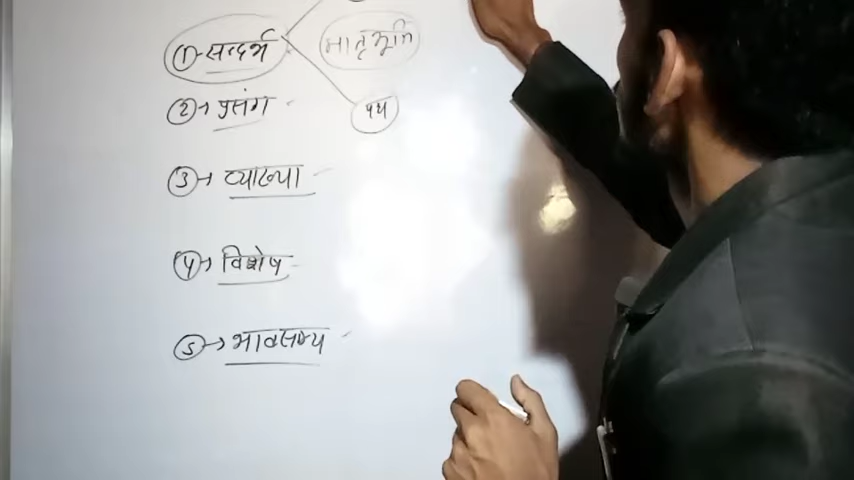 ① सन्दर्भ मातृभूमि
② → प्रसंग - पद्य
③ → व्याख्या -
④ → विशेष -
⑤ → भावसाम्य -